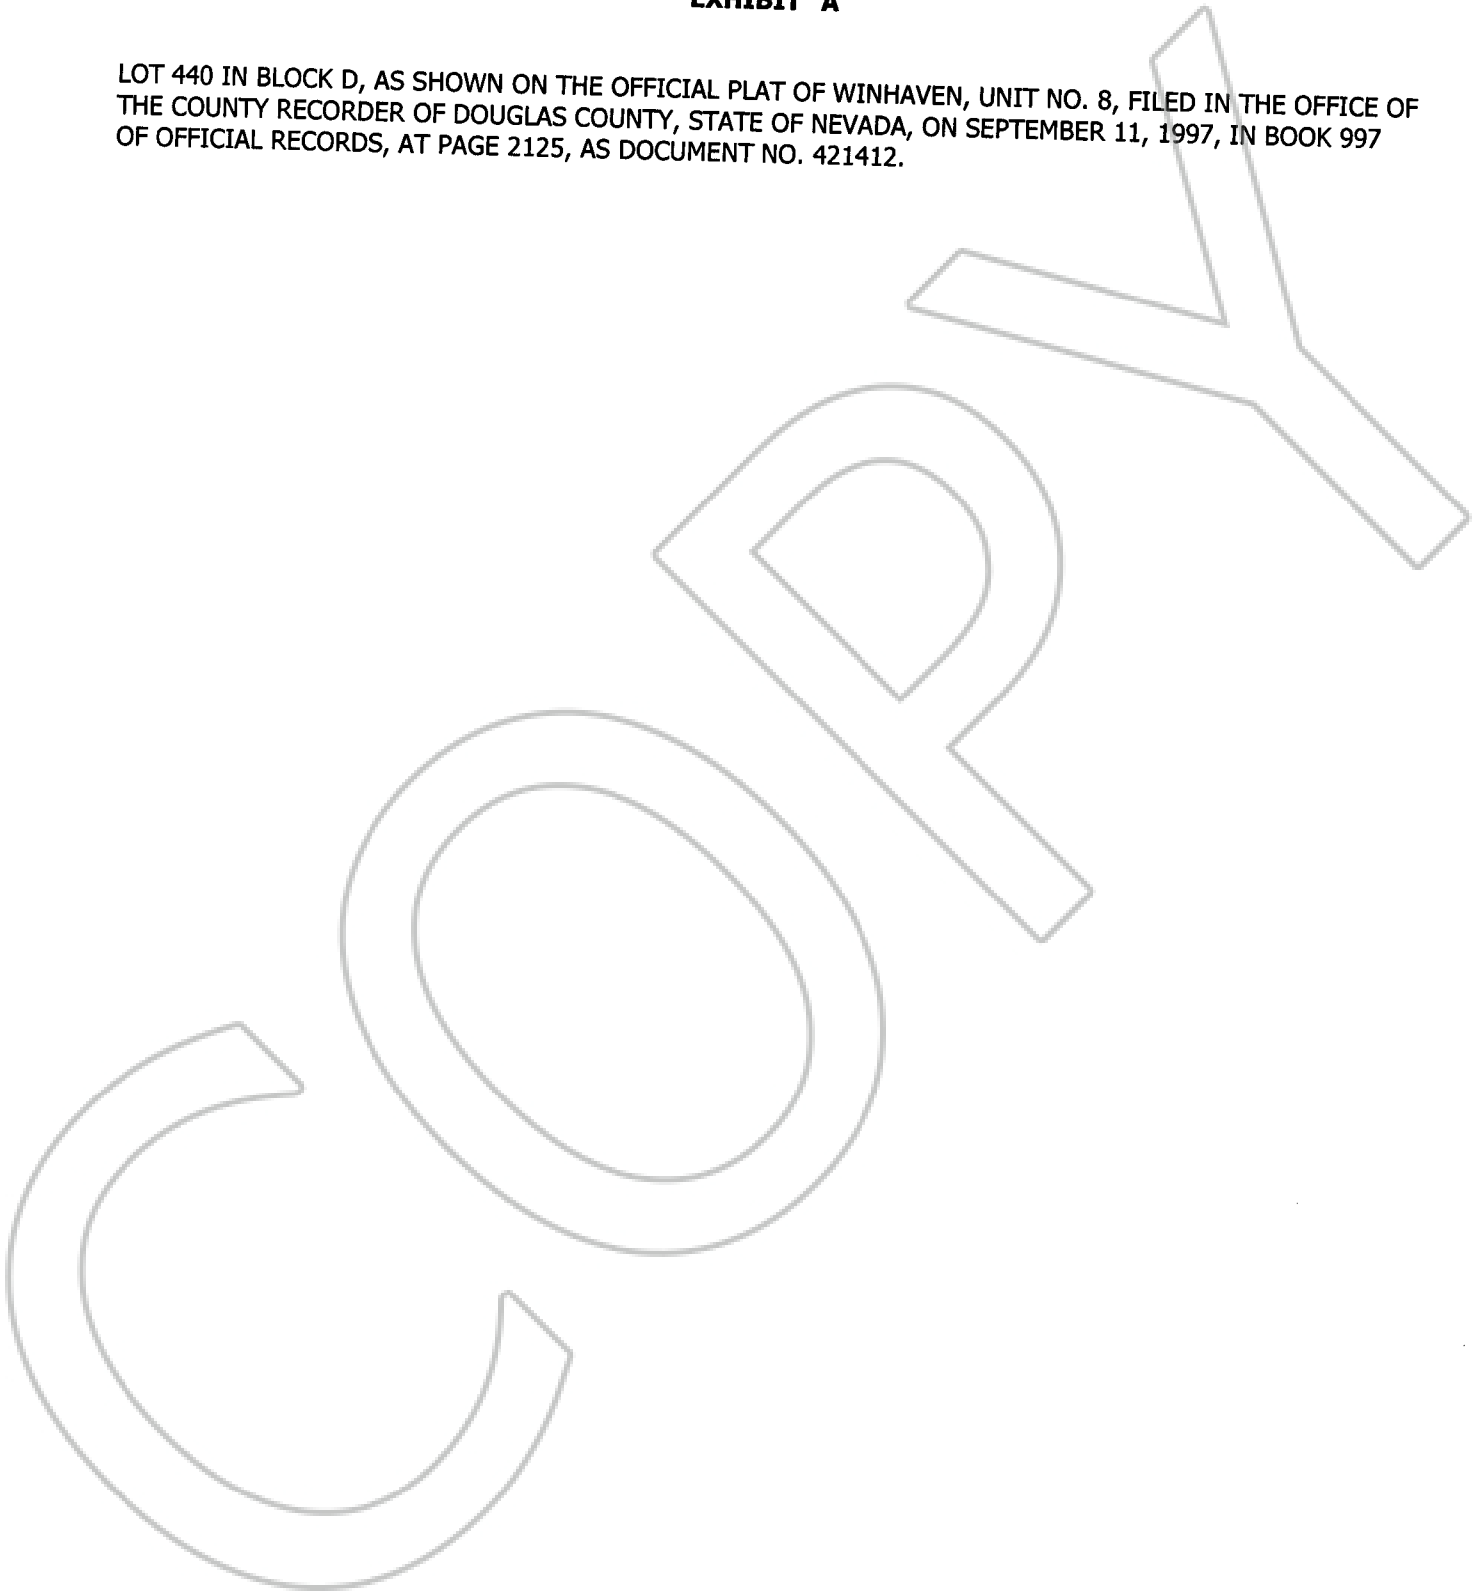 EXHIBIT A
LOT 440 IN BLOCK D, AS SHOWN ON THE OFFICIAL PLAT OF WINHAVEN, UNIT NO. 8, FILED IN THE OFFICE OF
THE COUNTY RECORDER OF DOUGLAS COUNTY, STATE OF NEVADA, ON SEPTEMBER 11, 1997, IN BOOK 997
OF OFFICIAL RECORDS, AT PAGE 2125, AS DOCUMENT NO. 421412.
COPY